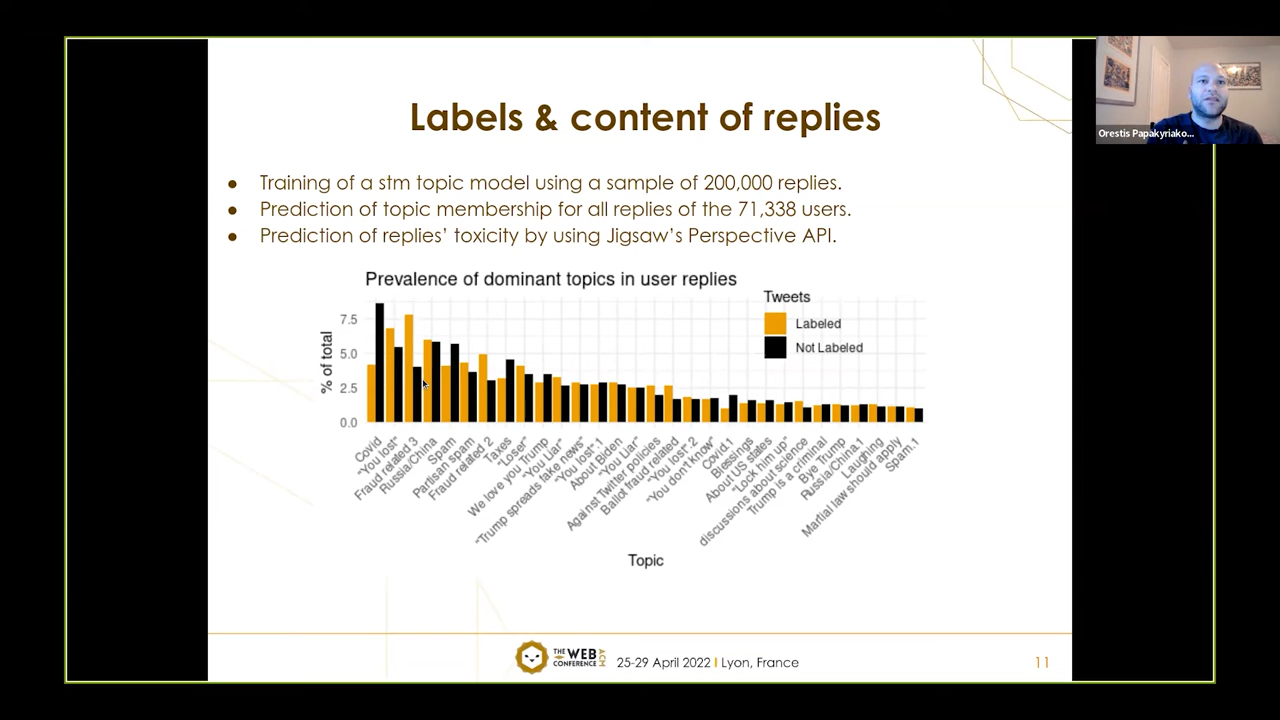 Labels & content of replies
Orestis Papakyriako...
● Training of a stm topic model using a sample of 200,000 replies.
● Prediction of topic membership for all replies of the 71,338 users.
● Prediction of replies' toxicity by using Jigsaw's Perspective API.
Prevalence of dominant topics in user replies
Tweets
Labeled
Not Labeled
% of total
7.5
5.0
2.5
0.0
Covid
"You lost"
Fraud related 3
Russia/China
Spam
Partisan spam
Fraud related 2
Taxes
"Loser"
We love you Trump
"You Liar"
"Trump spreads fake news"
"You lost".1
About Biden
"You Liar"
Against Twitter policies
Ballot fraud related
"You lost".2
"You don't know"
Covid.1
Blessings
About US states
"Lock him up"
discussions about science
Trump is a criminal
Bye Trump
Russia/China.1
Laughing
Martial law should apply
Spam.1
Topic
THE WEB CONFERENCE ACM
25-29 April 2022 I Lyon, France
11